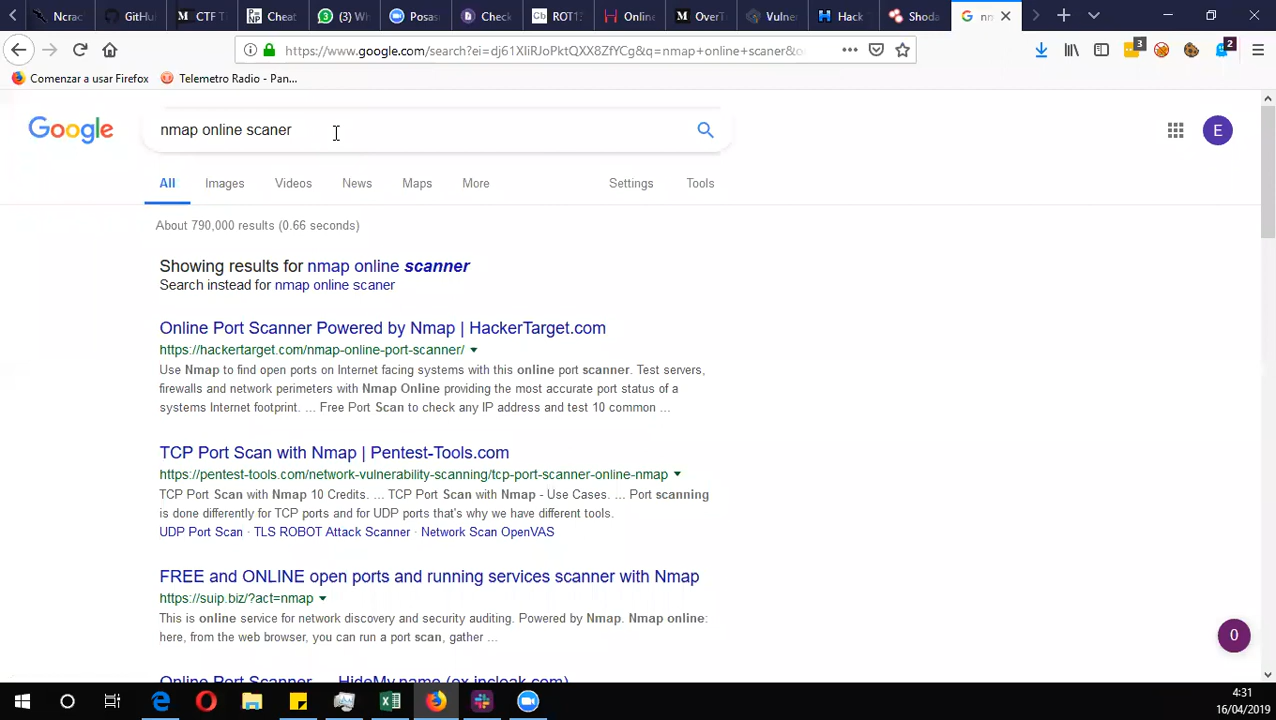 Ncrac
GitHu
CTF T
Cheat
(3) W
Posas
Check
ROT1
Online
OverT
Vulner
Hack
Shoda
nn
https://www.google.com/search?ei=dj61XliRJoPktQXX8ZfYCg&q=nmap+online+scaner&o
3
2
Comenzar a usar Firefox
Telemetro Radio - Pan...
Google
nmap online scaner
E
All
Images
Videos
News
Maps
More
Settings
Tools
About 790,000 results (0.66 seconds)
Showing results for nmap online scanner
Search instead for nmap online scaner
Online Port Scanner Powered by Nmap | HackerTarget.com
https://hackertarget.com/nmap-online-port-scanner/
Use Nmap to find open ports on Internet facing systems with this online port scanner. Test servers,
firewalls and network perimeters with Nmap Online providing the most accurate port status of a
systems Internet footprint. ... Free Port Scan to check any IP address and test 10 common ...
TCP Port Scan with Nmap | Pentest-Tools.com
https://pentest-tools.com/network-vulnerability-scanning/tcp-port-scanner-online-nmap
TCP Port Scan with Nmap 10 Credits. ... TCP Port Scan with Nmap - Use Cases. ... Port scanning
is done differently for TCP ports and for UDP ports that's why we have different tools.
UDP Port Scan · TLS ROBOT Attack Scanner · Network Scan OpenVAS
FREE and ONLINE open ports and running services scanner with Nmap
https://suip.biz/?act=nmap
This is online service for network discovery and security auditing. Powered by Nmap. Nmap online:
here, from the web browser, you can run a port scan, gather ...
0
Online Port Scanner — HideMy.name (ex incloak.com)
4:31
16/04/2019